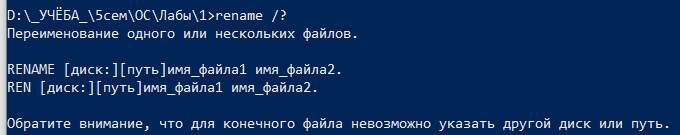 D:\_УЧЁБА_\5сем\ОС\Лабы\1>rename /?
Переименование одного или нескольких файлов.
RENAME [диск:][путь]имя_файла1 имя_файла2.
REN [диск:][путь]имя_файла1 имя_файла2.
Обратите внимание, что для конечного файла невозможно указать другой диск или путь.